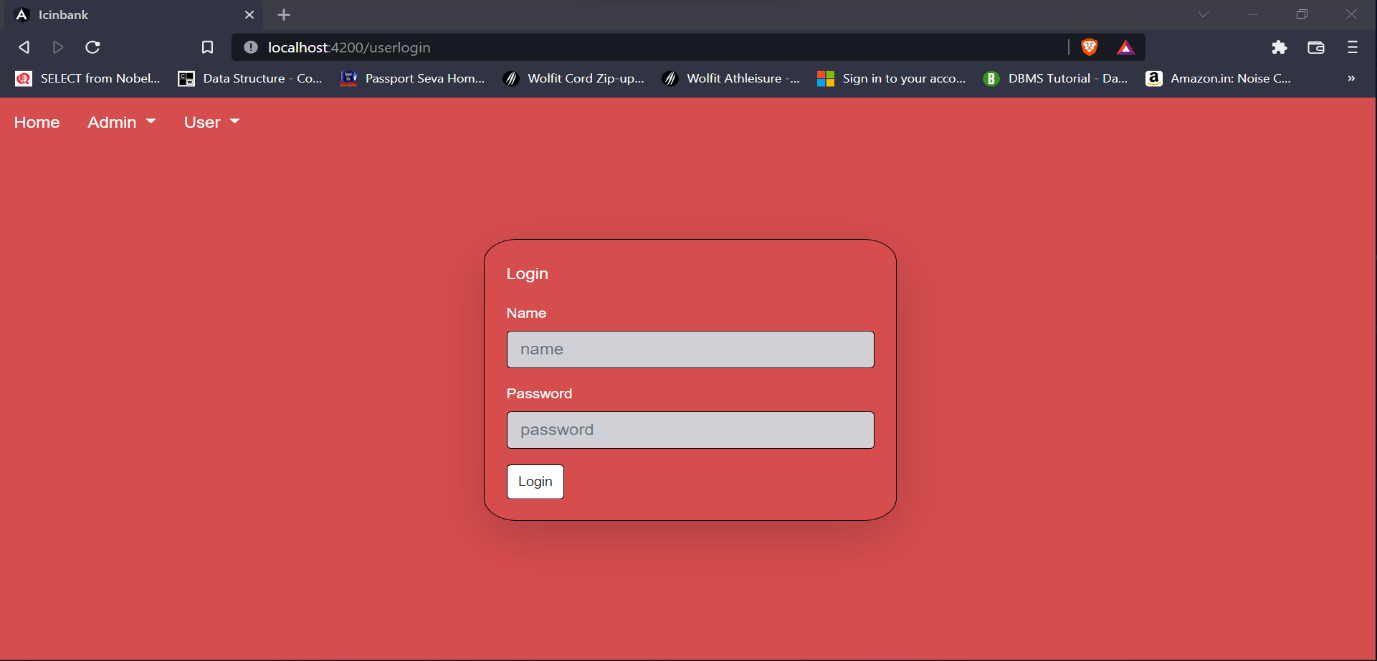 Icinbank
localhost:4200/userlogin
SELECT from Nobel... Data Structure - Co... Passport Seva Hom... Wolfit Cord Zip-up... Wolfit Athleisure -... Sign in to your acco... DBMS Tutorial - Da... Amazon.in: Noise C... »
Home Admin User
Login
Name
name
Password
password
Login